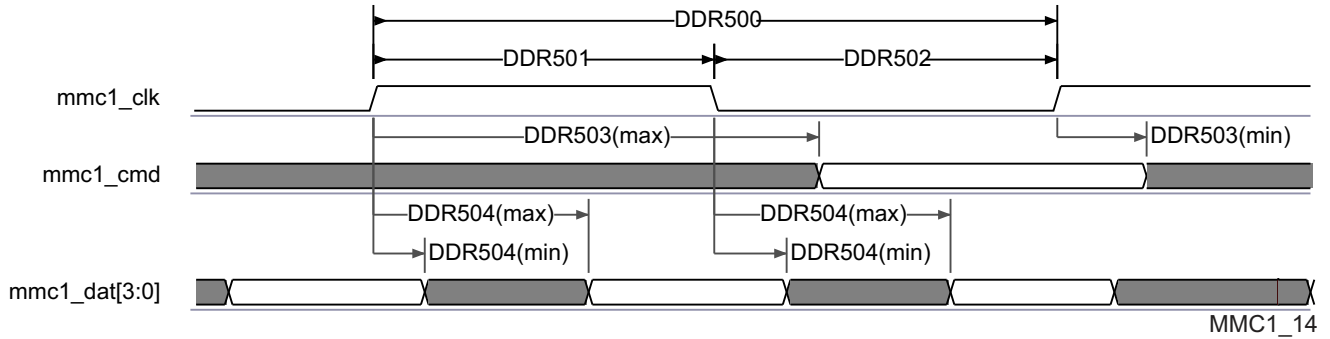 DDR500
DDR501 DDR502
mmc1_clk
DDR503(max) DDR503(min)
mmc1_cmd
DDR504(max) DDR504(max)
DDR504(min) DDR504(min)
mmc1_dat[3:0]
MMC1_14